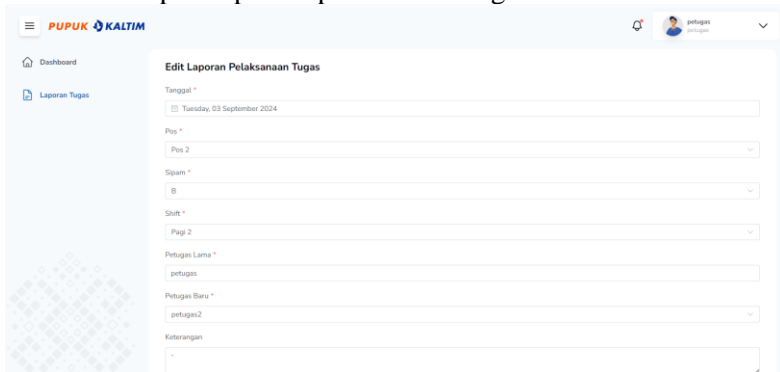 PUPUK KALTIM
petugas
petugas
Dashboard
Laporan Tugas
Edit Laporan Pelaksanaan Tugas
Tanggal *
Tuesday, 03 September 2024
Pos *
Pos 2
Sipam *
B
Shift *
Pagi 2
Petugas Lama *
petugas
Petugas Baru *
petugas2
Keterangan
-